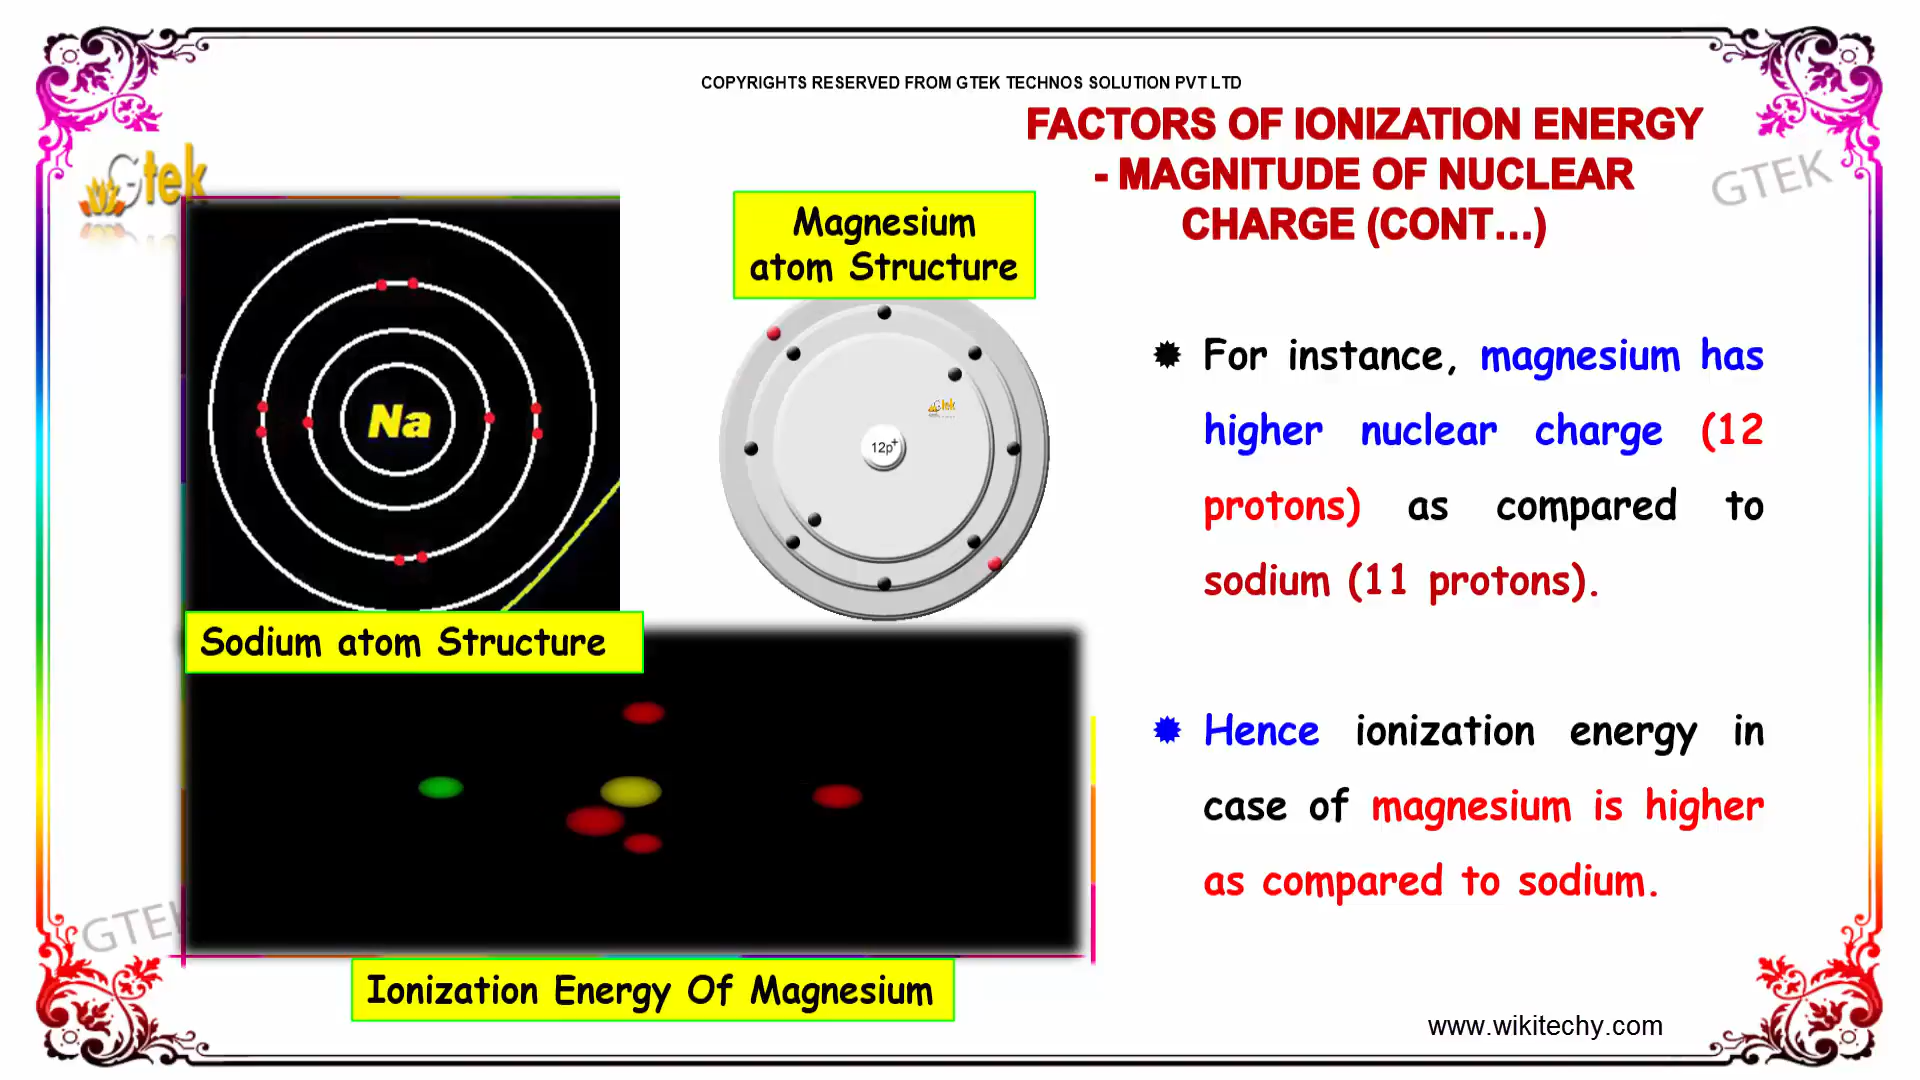 COPYRIGHTS RESERVED FROM GTEK TECHNOS SOLUTION PVT LTD
FACTORS OF IONIZATION ENERGY
- MAGNITUDE OF NUCLEAR
CHARGE (CONT...)
Gtek
GTEK
Magnesium
atom Structure
Na
12p+
Gtek
Sodium atom Structure
For instance, magnesium has
higher nuclear charge (12
protons) as compared to
sodium (11 protons).
Hence ionization energy in
case of magnesium is higher
as compared to sodium.
GTEK
Ionization Energy Of Magnesium
www.wikitechy.com